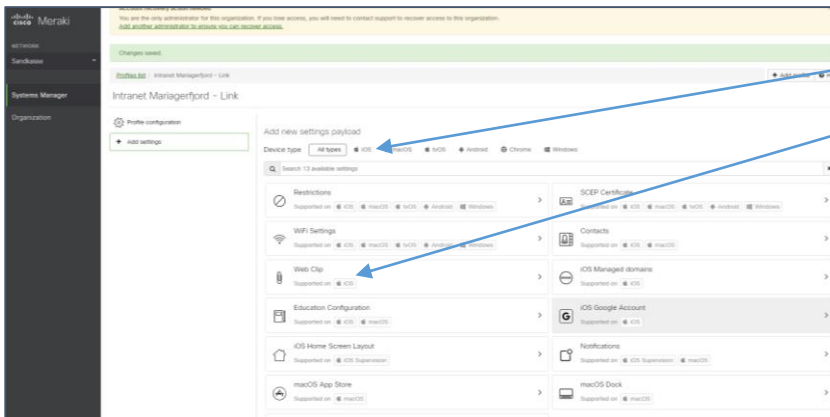 Account recovery action needed
You are the only administrator for this organization. If you lose access, you will need to contact support to recover access to this organization.
Add another administrator to ensure you can recover access.
cisco Meraki
Changes saved.
NETWORK
Sandkasse
Profiles list / Intranet Mariagerfjord - Link
+ Add profile
Systems Manager
Intranet Mariagerfjord - Link
Organization
Profile configuration
+ Add settings
Add new settings payload
Device type All types iOS macOS tvOS Android Chrome Windows
Search 13 available settings
Restrictions
Supported on iOS macOS tvOS Android Windows
SCEP Certificate
Supported on iOS macOS tvOS Android Windows
WiFi Settings
Supported on iOS macOS tvOS Android Windows
Contacts
Supported on iOS macOS
Web Clip
Supported on iOS
iOS Managed domains
Supported on iOS
Education Configuration
Supported on iOS macOS
iOS Google Account
Supported on iOS
iOS Home Screen Layout
Supported on iOS Supervision
Notifications
Supported on iOS Supervision macOS
macOS App Store
Supported on macOS
macOS Dock
Supported on macOS